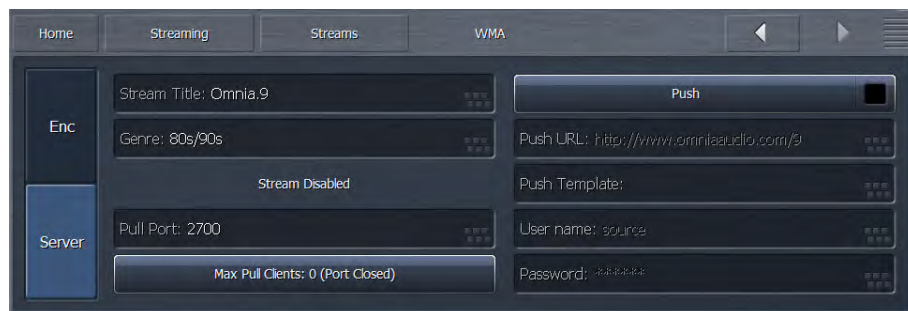 Home Streaming Streams WMA
Enc
Server
Stream Title: Omnia.9
Genre: 80s/90s
Stream Disabled
Pull Port: 2700
Max Pull Clients: 0 (Port Closed)
Push
Push URL: http://www.omniaaudio.com/9
Push Template:
User name: source
Password: *******